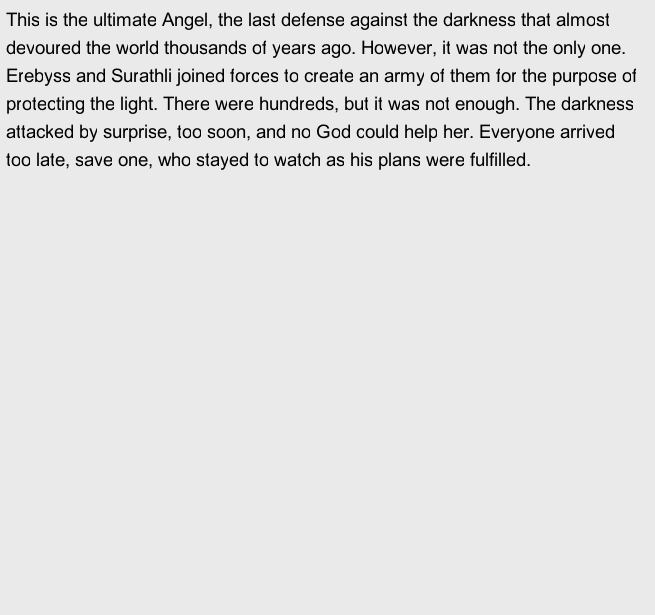 This is the ultimate Angel, the last defense against the darkness that almost
devoured the world thousands of years ago. However, it was not the only one.
Erebyss and Surathli joined forces to create an army of them for the purpose of
protecting the light. There were hundreds, but it was not enough. The darkness
attacked by surprise, too soon, and no God could help her. Everyone arrived
too late, save one, who stayed to watch as his plans were fulfilled.